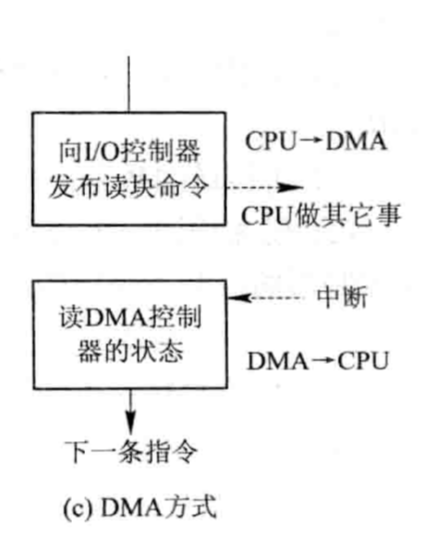 向I/O控制器
发布读块命令
CPU→DMA
CPU做其它事
读DMA控制
器的状态
中断
DMA→CPU
下一条指令
(c) DMA方式